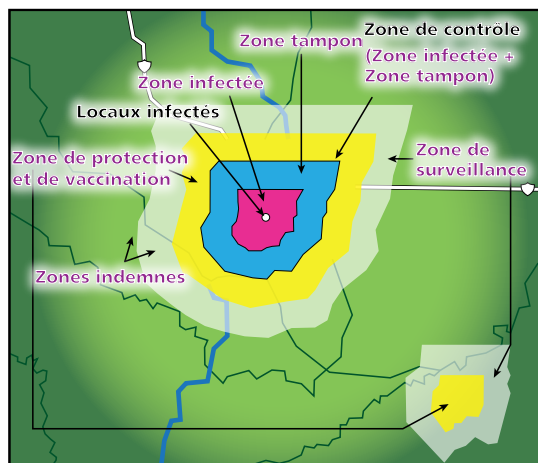 Zone de contrôle
(Zone infectée +
Zone tampon)
Zone tampon
Zone infectée
Locaux infectés
Zone de protection
et de vaccination
Zone de
surveillance
Zones indemnes